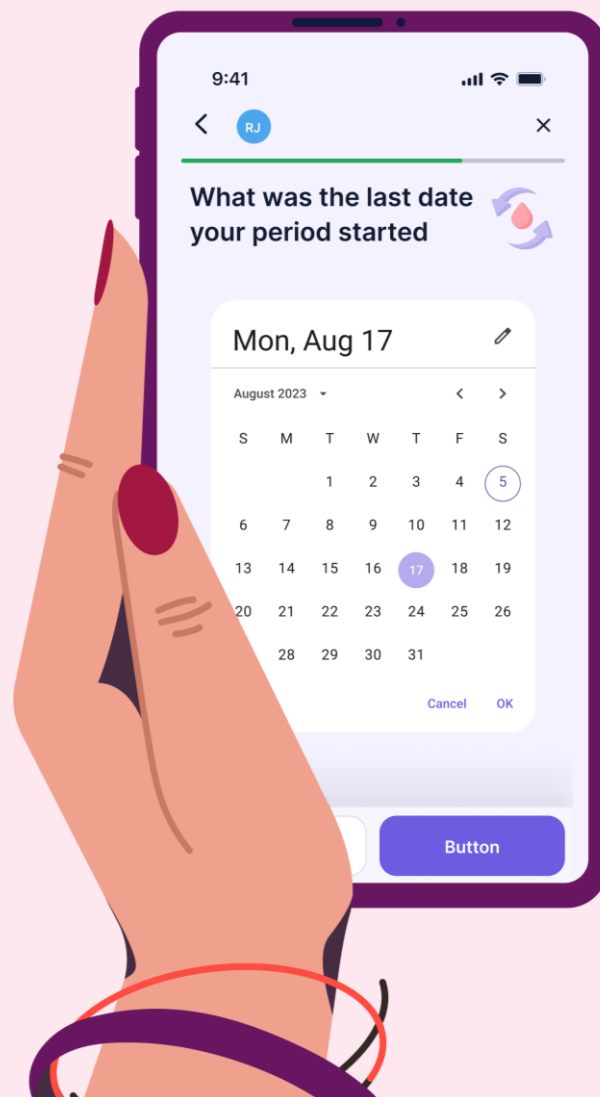 9:41
RJ
What was the last date
your period started
Mon, Aug 17
August 2023
S M T W T F S
1 2 3 4 5
6 7 8 9 10 11 12
13 14 15 16 17 18 19
20 21 22 23 24 25 26
28 29 30 31
Cancel OK
Button